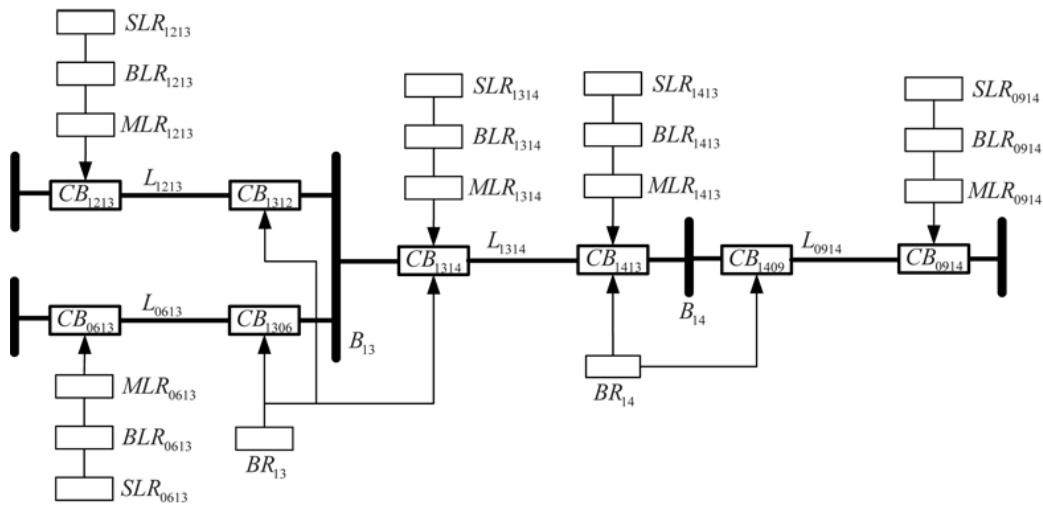 SLR₁₂₁₃
BLR₁₂₁₃
MLR₁₂₁₃
SLR₁₃₁₄
BLR₁₃₁₄
MLR₁₃₁₄
SLR₁₄₁₃
BLR₁₄₁₃
MLR₁₄₁₃
SLR₀₉₁₄
BLR₀₉₁₄
MLR₀₉₁₄
CB₁₂₁₃
L₁₂₁₃
CB₁₃₁₂
CB₁₃₁₄
L₁₃₁₄
CB₁₄₁₃
CB₁₄₀₉
L₀₉₁₄
CB₀₉₁₄
CB₀₆₁₃
L₀₆₁₃
CB₁₃₀₆
B₁₃
B₁₄
MLR₀₆₁₃
BLR₀₆₁₃
SLR₀₆₁₃
BR₁₃
BR₁₄